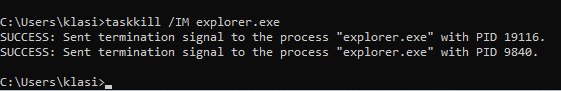 C:\Users\klasi>taskkill /IM explorer.exe
SUCCESS: Sent termination signal to the process "explorer.exe" with PID 19116.
SUCCESS: Sent termination signal to the process "explorer.exe" with PID 9840.
C:\Users\klasi>_